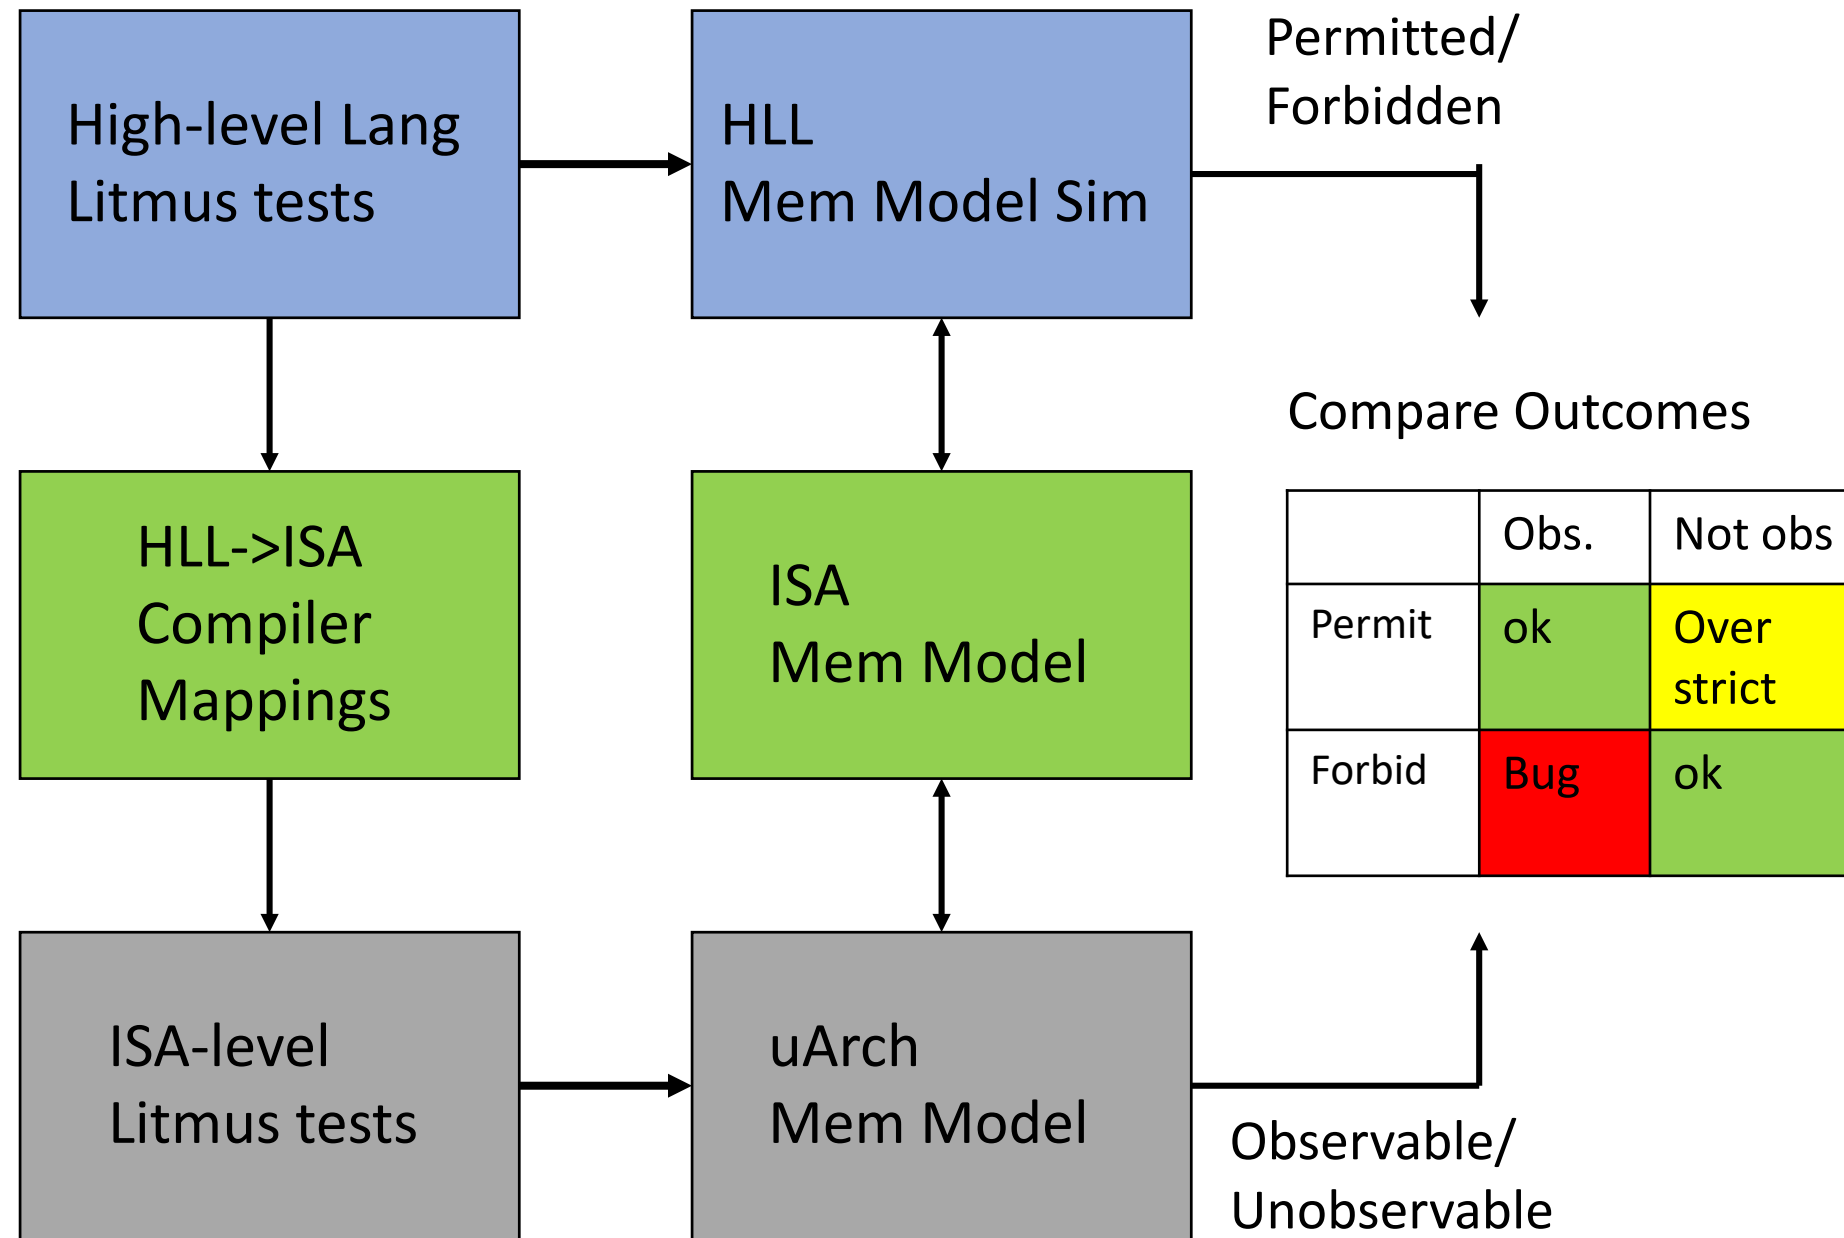 High-level Lang
Litmus tests
HLL
Mem Model Sim
Permitted/
Forbidden
HLL->ISA
Compiler
Mappings
ISA
Mem Model
Compare Outcomes
Obs. Not obs
Permit ok Over
strict
Forbid Bug ok
ISA-level
Litmus tests
uArch
Mem Model
Observable/
Unobservable